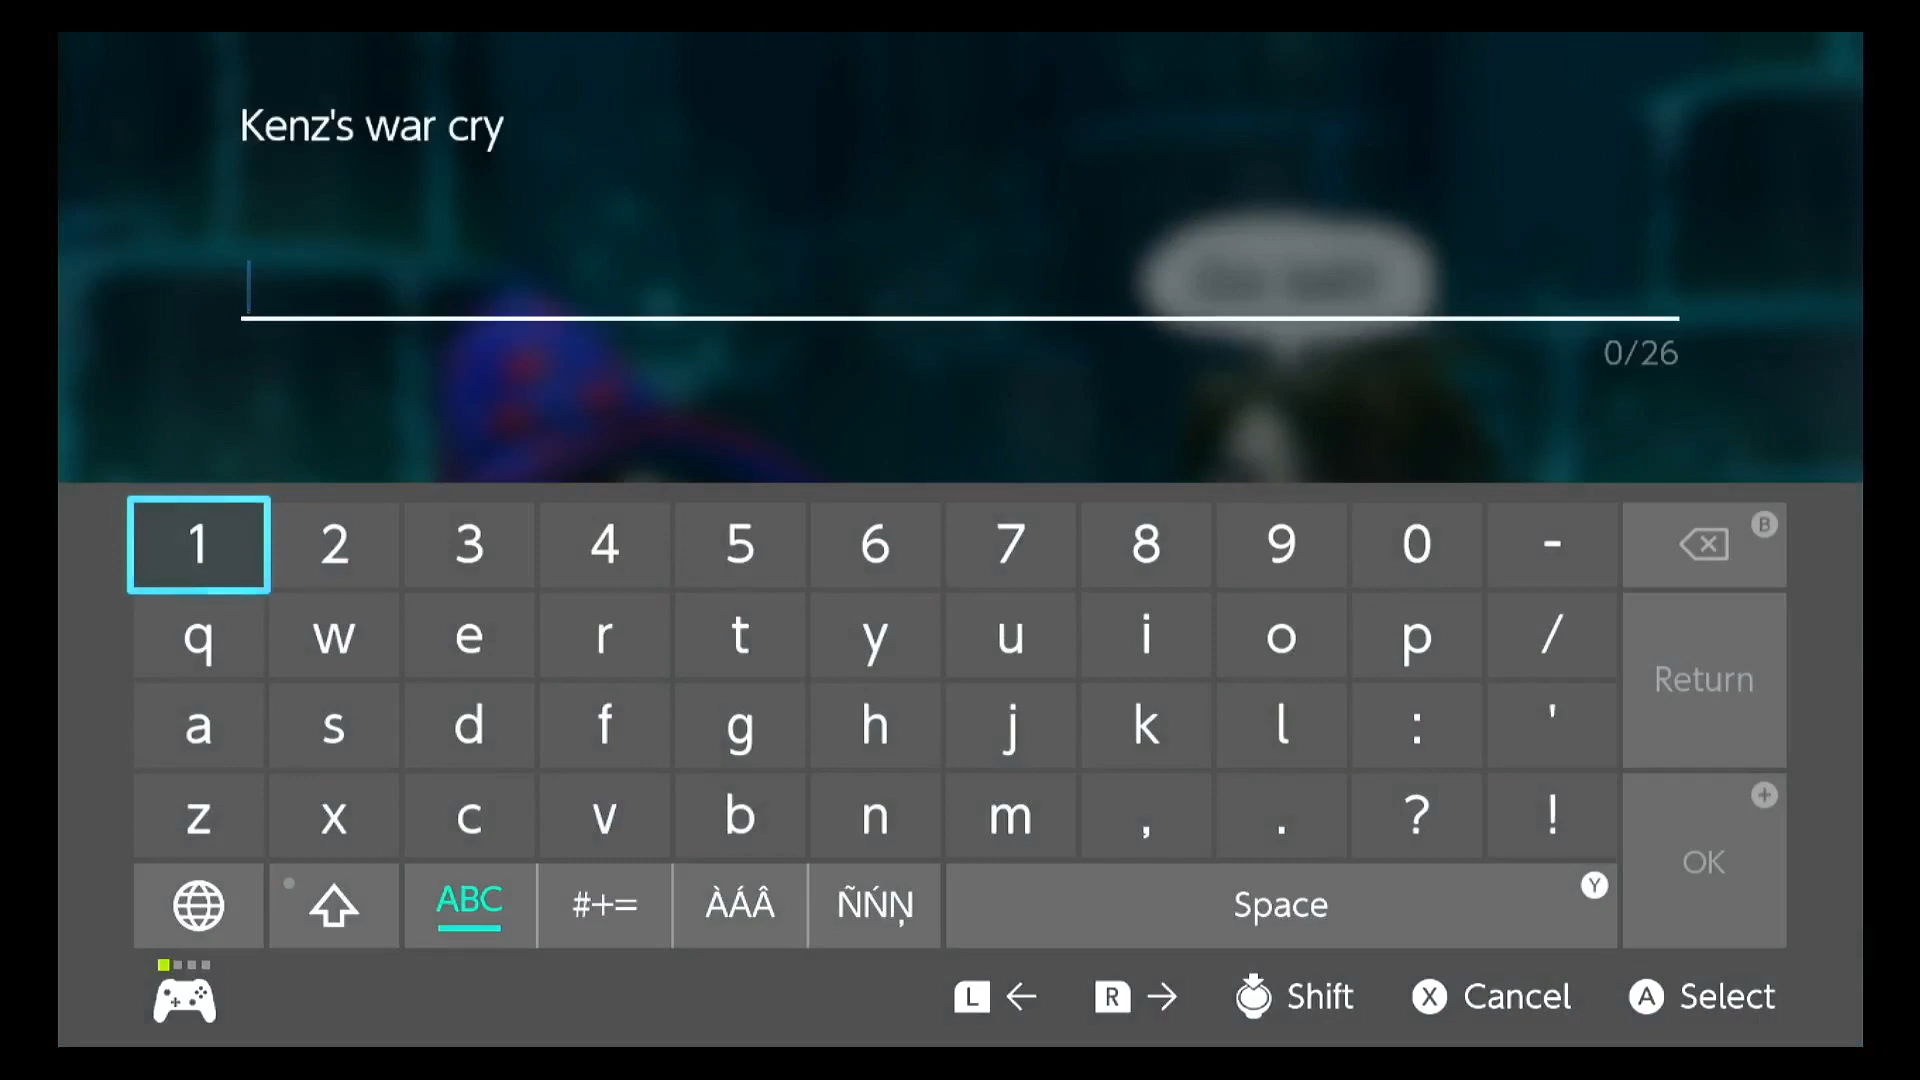 Kenz's war cry
0/26
1 2 3 4 5 6 7 8 9 0 - B
q w e r t y u i o p / Return
a s d f g h j k l : '
z x c v b n m , . ? ! +
ABC #+= ÀÁÂ ÑŃŅ Space Y OK
L ← R → Shift X Cancel A Select